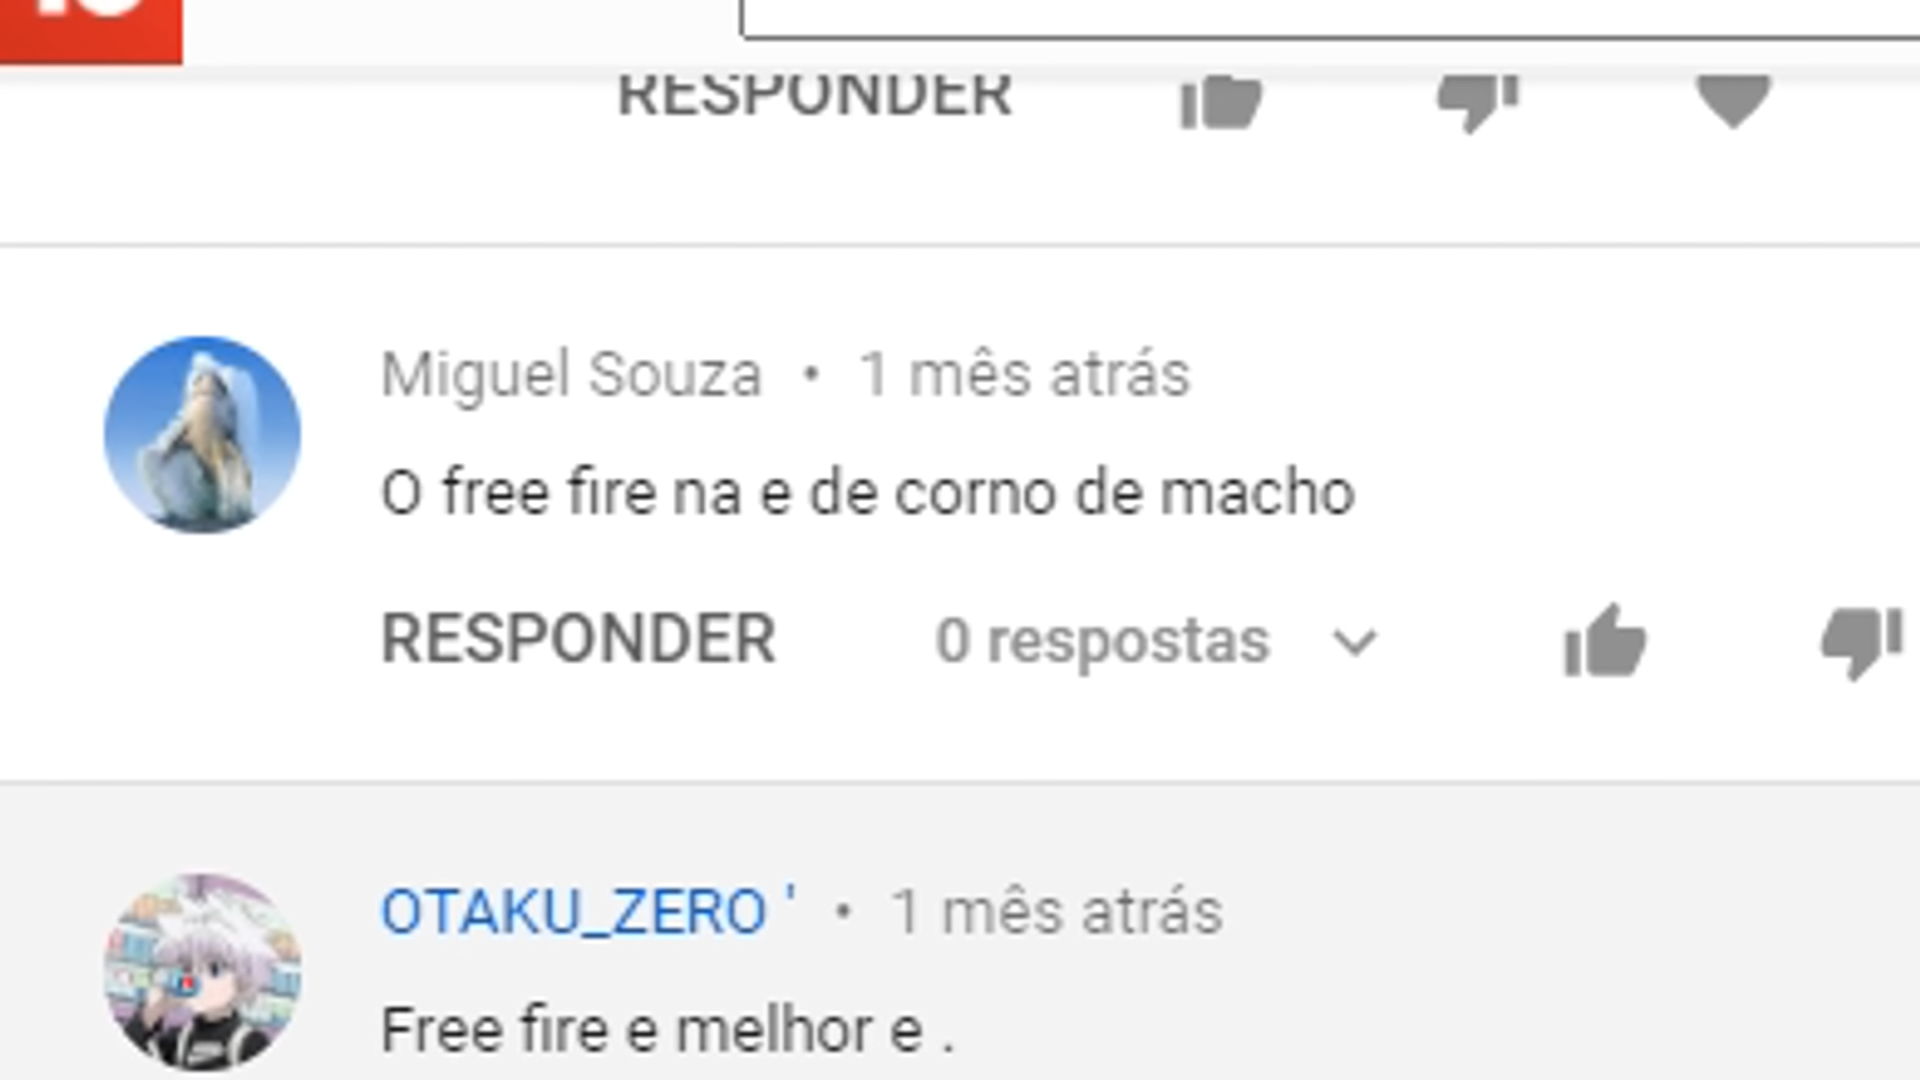 RESPONDER
Miguel Souza • 1 mês atrás
O free fire na e de corno de macho
RESPONDER 0 respostas
OTAKU_ZERO ' • 1 mês atrás
Free fire e melhor e .